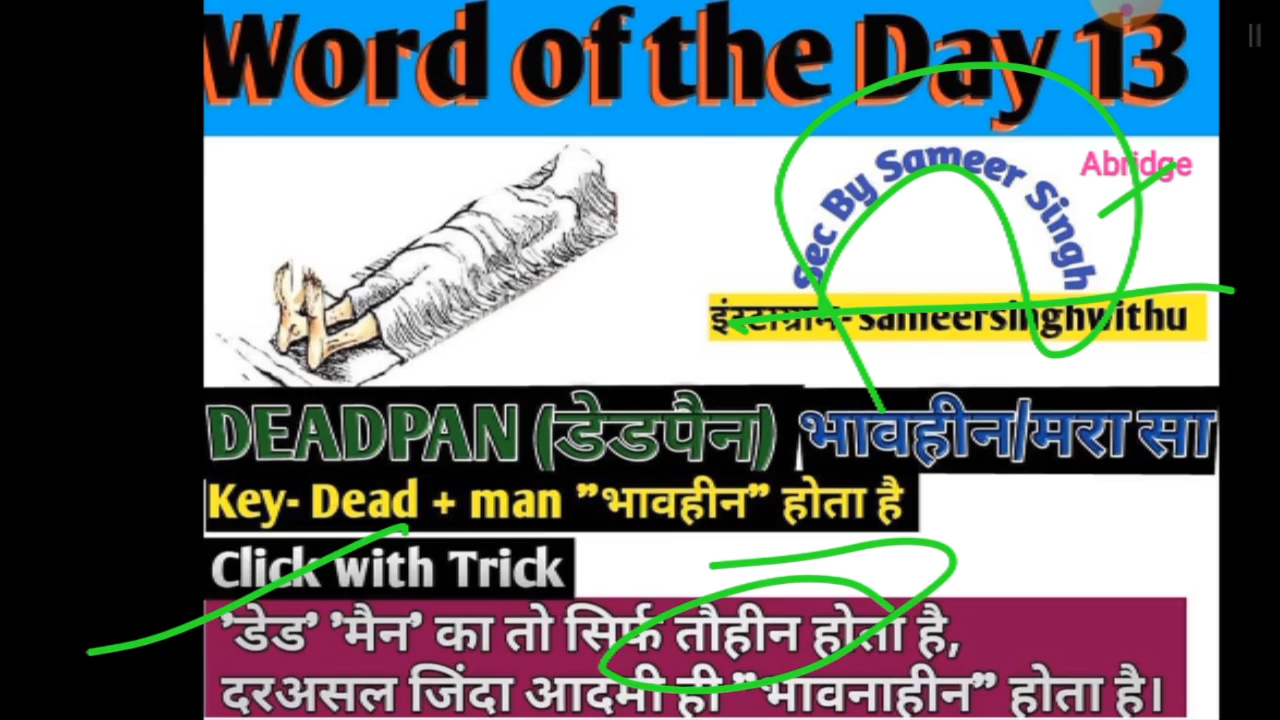 Word of the Day 13
Sec By Sameer Singh
Abridge
इंस्टाग्राम- sameersinghwithu
DEADPAN (डेडपैन) भावहीन/मरा सा
Key- Dead + man ”भावहीन” होता है
Click with Trick
’डेड’ ’मैन’ का तो सिर्फ तौहीन होता है,
दरअसल जिंदा आदमी ही ”भावनाहीन” होता है।